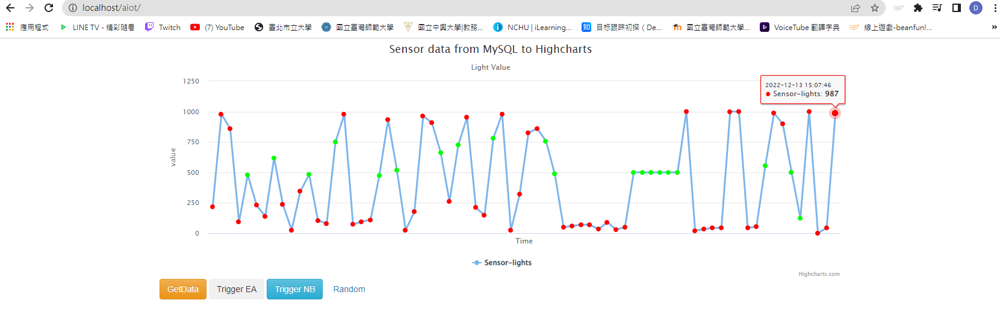 localhost/aiot/
D
應用程式 LINE TV - 精彩隨看 Twitch (7) YouTube 臺北市立大學 國立臺灣師範大學 國立中興大學|教務... NCHU | iLearning... 知 目标跟踪初探（De... 國立臺灣師範大學... VoiceTube 翻譯字典 線上遊戲-beanfun!... »
Sensor data from MySQL to Highcharts
Light Value
1250
2022-12-13 15:07:46
Sensor-lights: 987
1000
750
value
500
250
0
Time
Sensor-lights
Highcharts.com
GetData Trigger EA Trigger NB Random